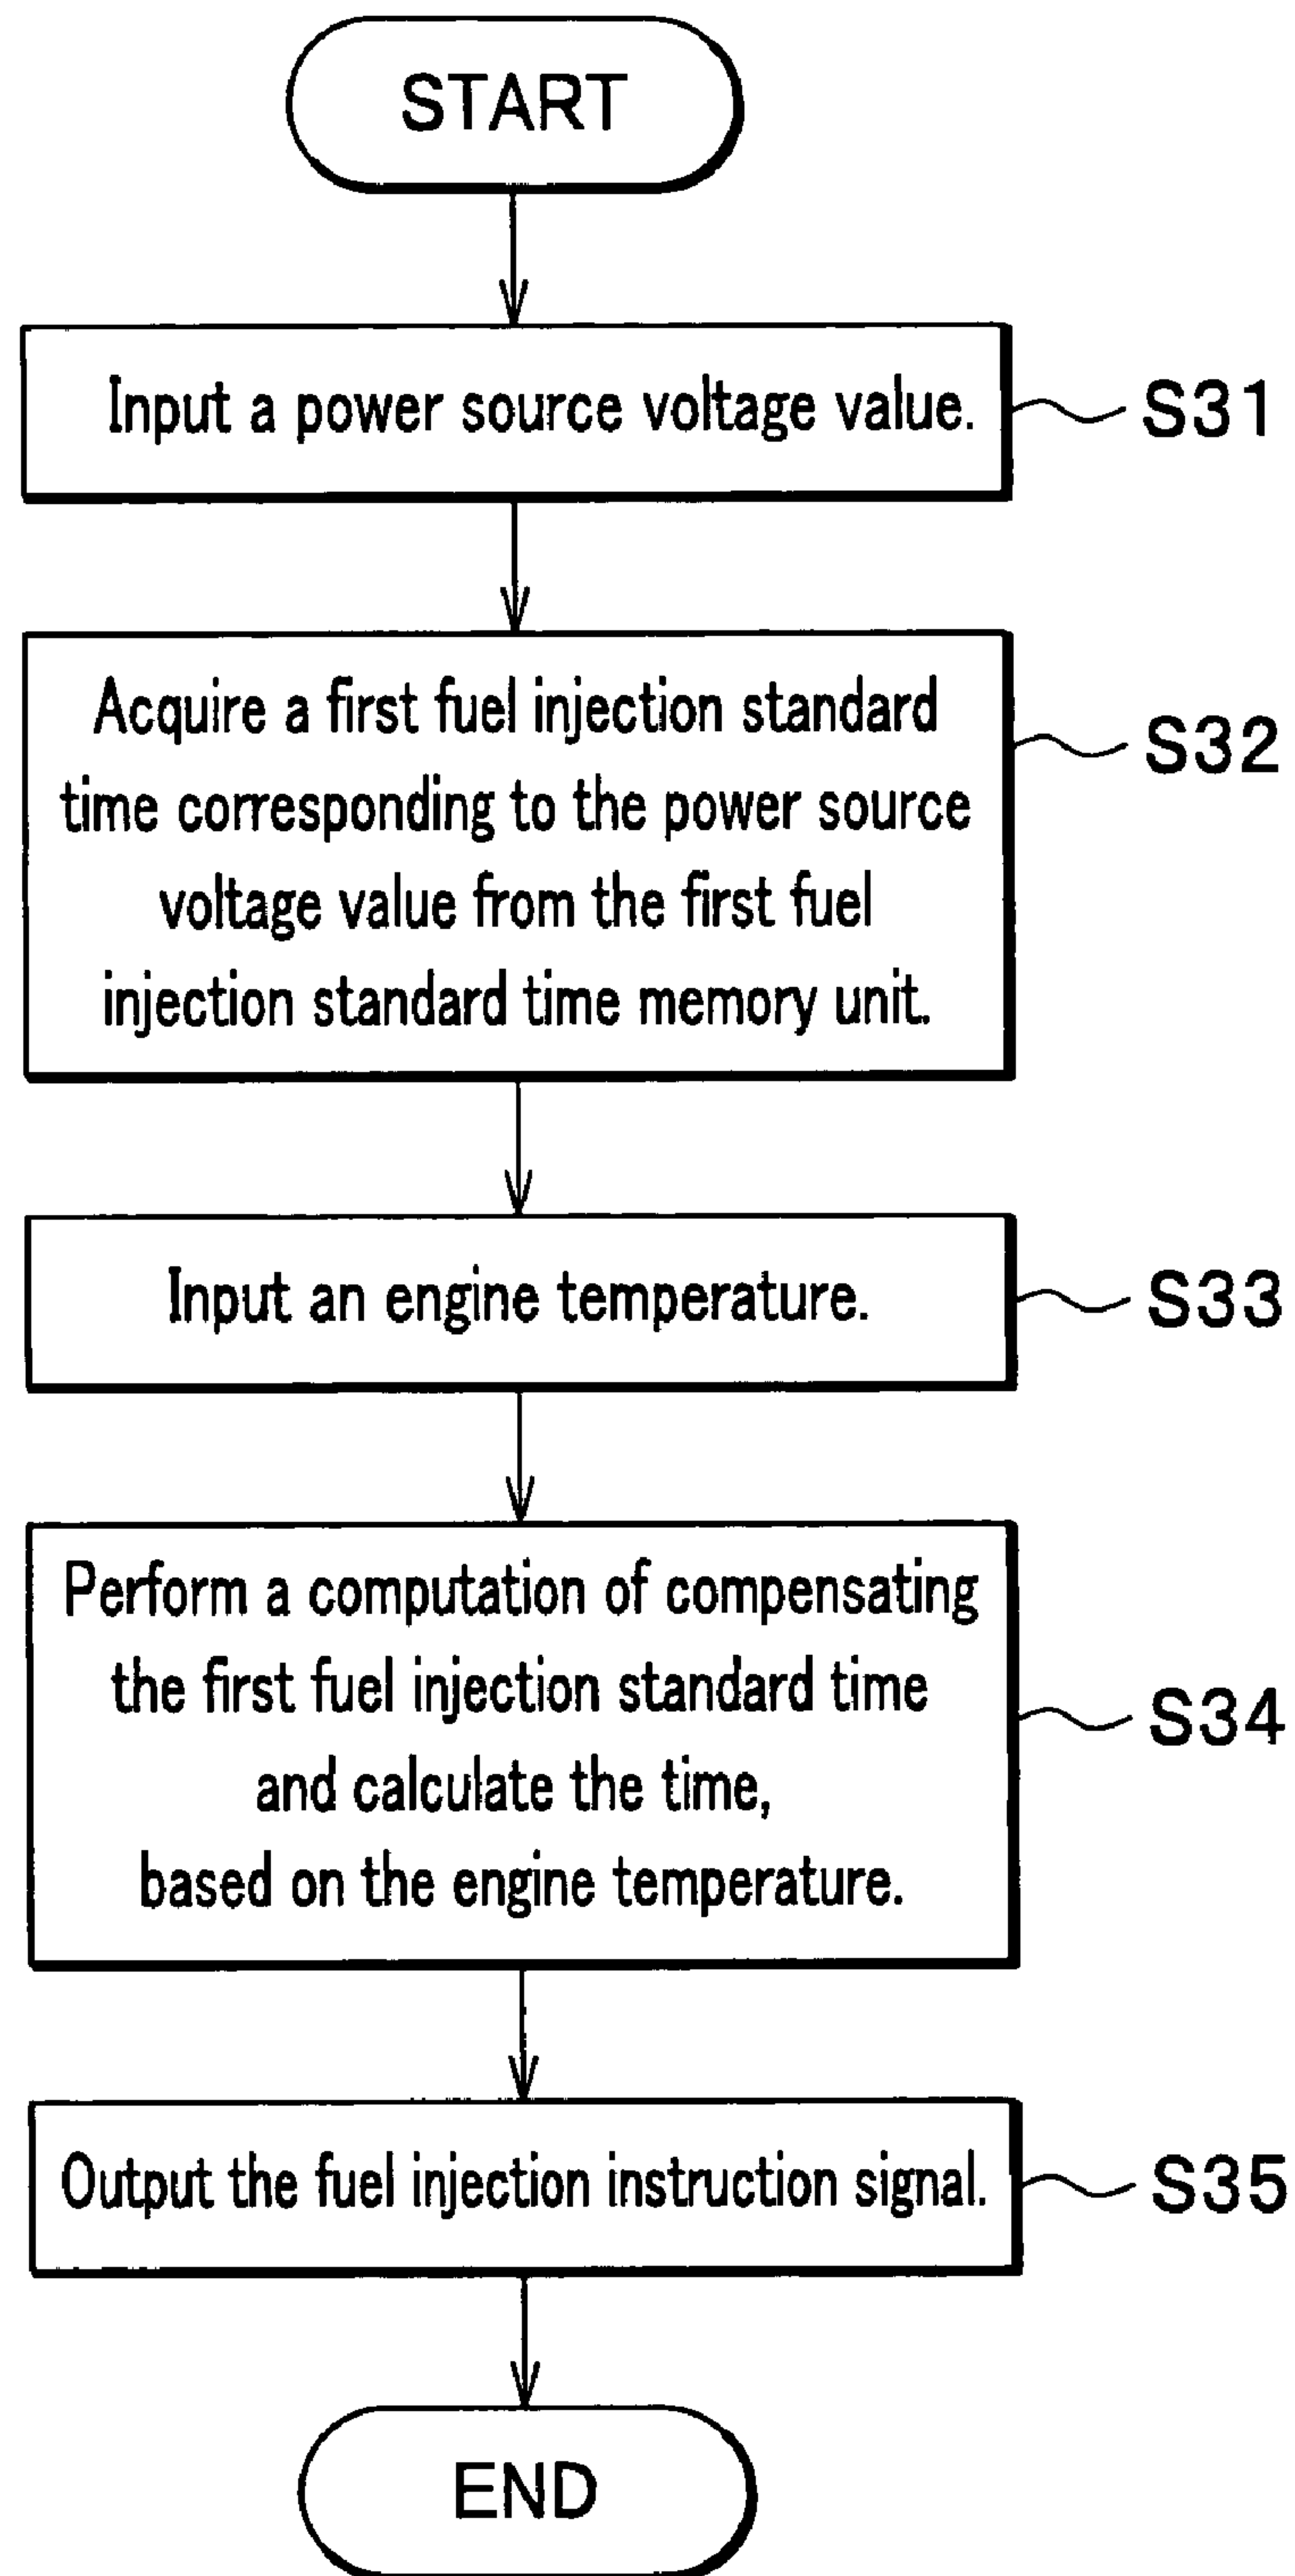 START
Input a power source voltage value.
S31
Acquire a first fuel injection standard
time corresponding to the power source
voltage value from the first fuel
injection standard time memory unit.
S32
Input an engine temperature.
S33
Perform a computation of compensating
the first fuel injection standard time
and calculate the time,
based on the engine temperature.
S34
Output the fuel injection instruction signal.
S35
END